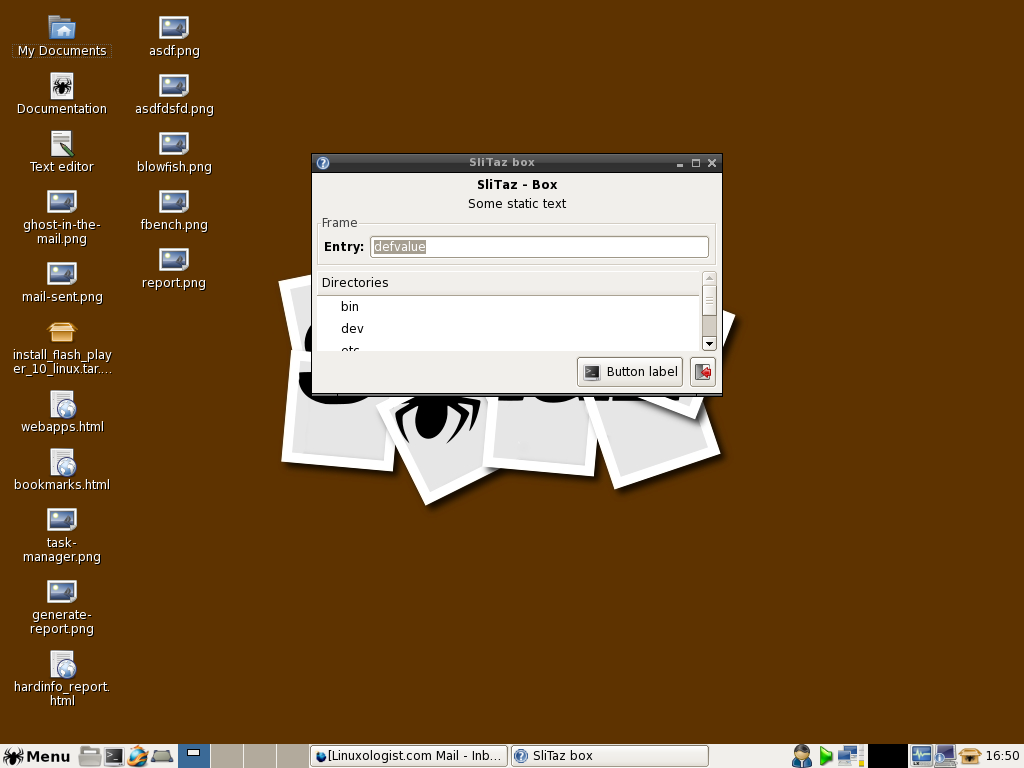 My Documents
asdf.png
Documentation
asdfdsfd.png
Text editor
blowfish.png
ghost-in-the-
mail.png
fbench.png
mail-sent.png
report.png
install_flash_play
er_10_linux.tar....
webapps.html
bookmarks.html
task-
manager.png
generate-
report.png
hardinfo_report.
html
SliTaz box
SliTaz - Box
Some static text
Frame
Entry: defvalue
Directories
bin
dev
etc
Button label
Menu
[Linuxologist.com Mail - Inb...
SliTaz box
16:50